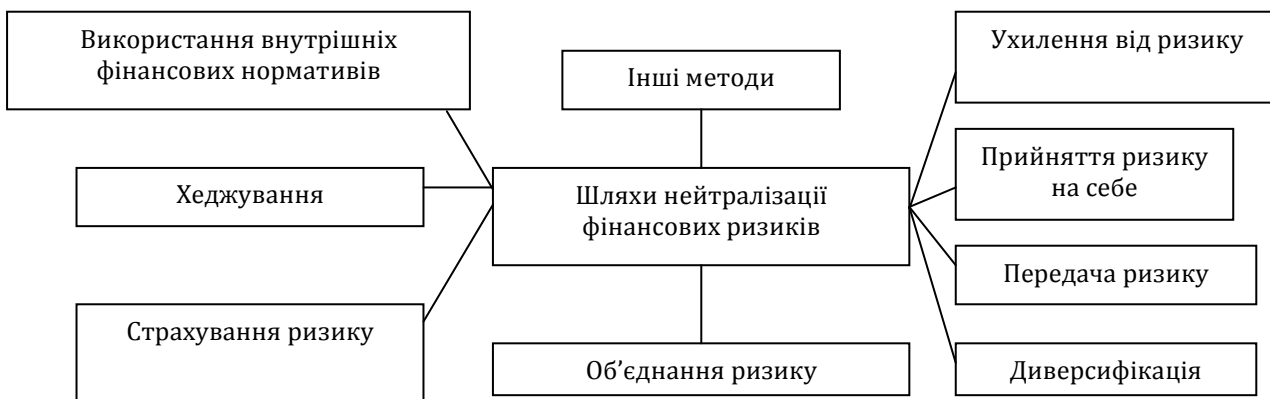 Використання внутрішніх
фінансових нормативів
Інші методи
Ухилення від ризику
Хеджування
Шляхи нейтралізації
фінансових ризиків
Прийняття ризику
на себе
Передача ризику
Страхування ризику
Об’єднання ризику
Диверсифікація